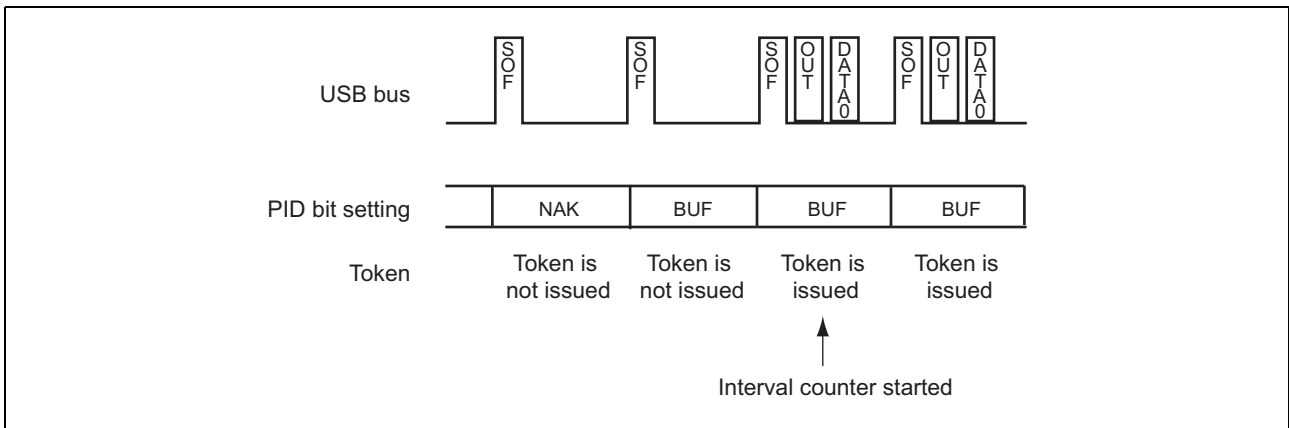 SOF SOF SOF OUT DATA0 SOF OUT DATA0
USB bus
PID bit setting NAK BUF BUF BUF
Token Token is not issued Token is not issued Token is issued Token is issued
Interval counter started